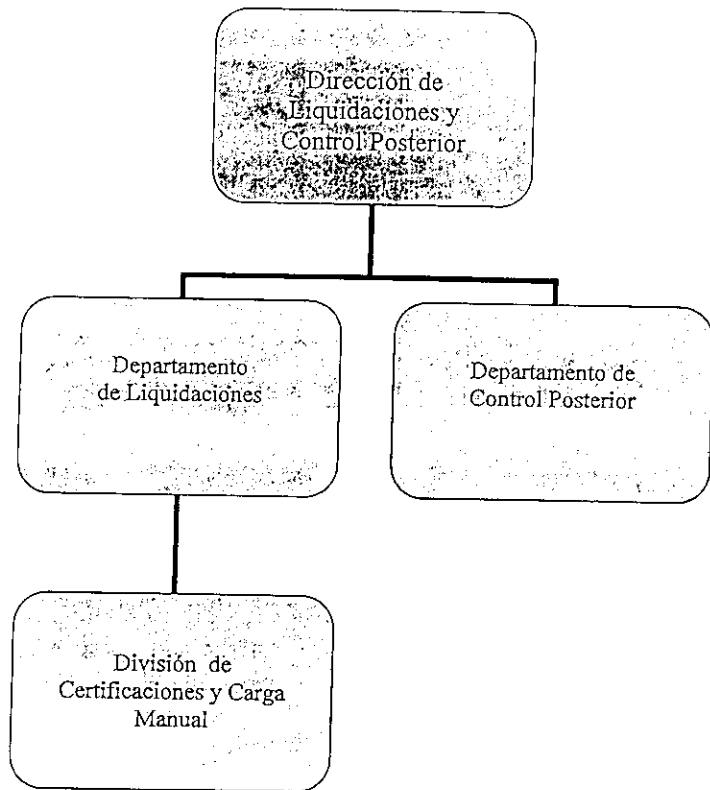 Dirección de
Liquidaciones y
Control Posterior
Departamento
de Liquidaciones
Departamento de
Control Posterior
División de
Certificaciones y Carga
Manual